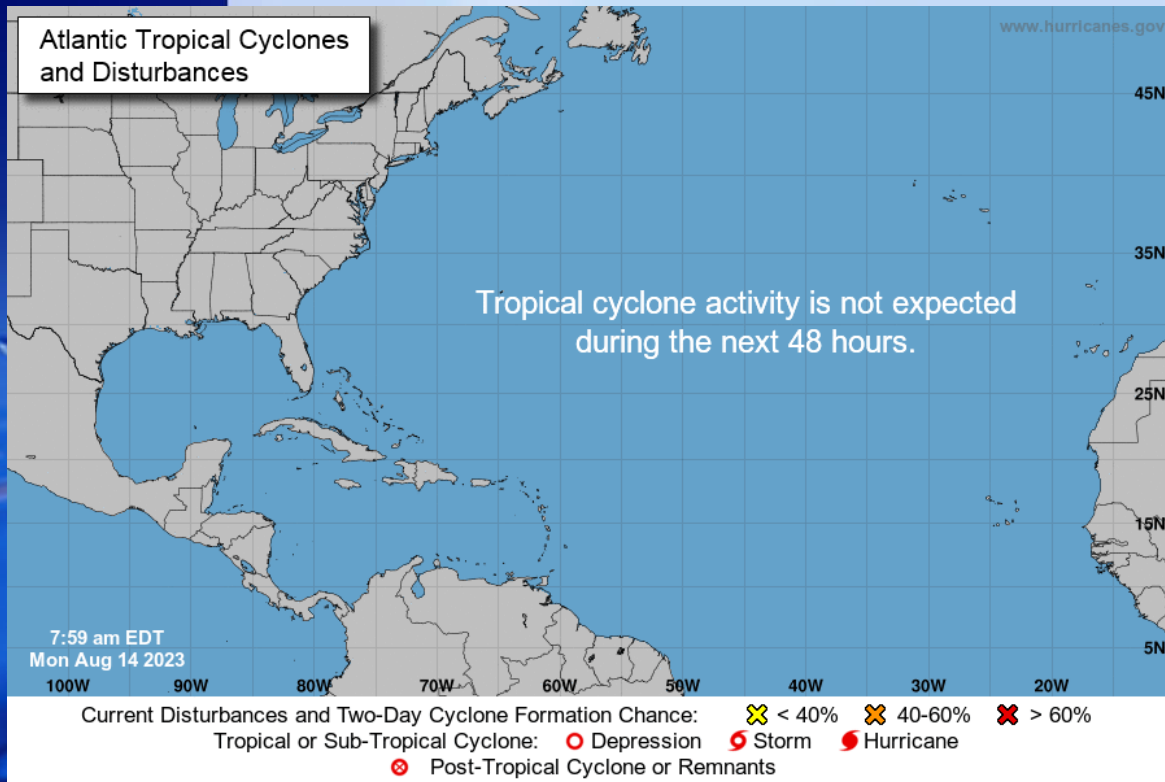 Atlantic Tropical Cyclones
and Disturbances
www.hurricanes.gov
45N
35N
Tropical cyclone activity is not expected
during the next 48 hours.
25N
15N
7:59 am EDT
Mon Aug 14 2023
5N
100W 90W 80W 70W 60W 50W 40W 30W 20W
Current Disturbances and Two-Day Cyclone Formation Chance: < 40% 40-60% > 60%
Tropical or Sub-Tropical Cyclone: Depression Storm Hurricane
Post-Tropical Cyclone or Remnants